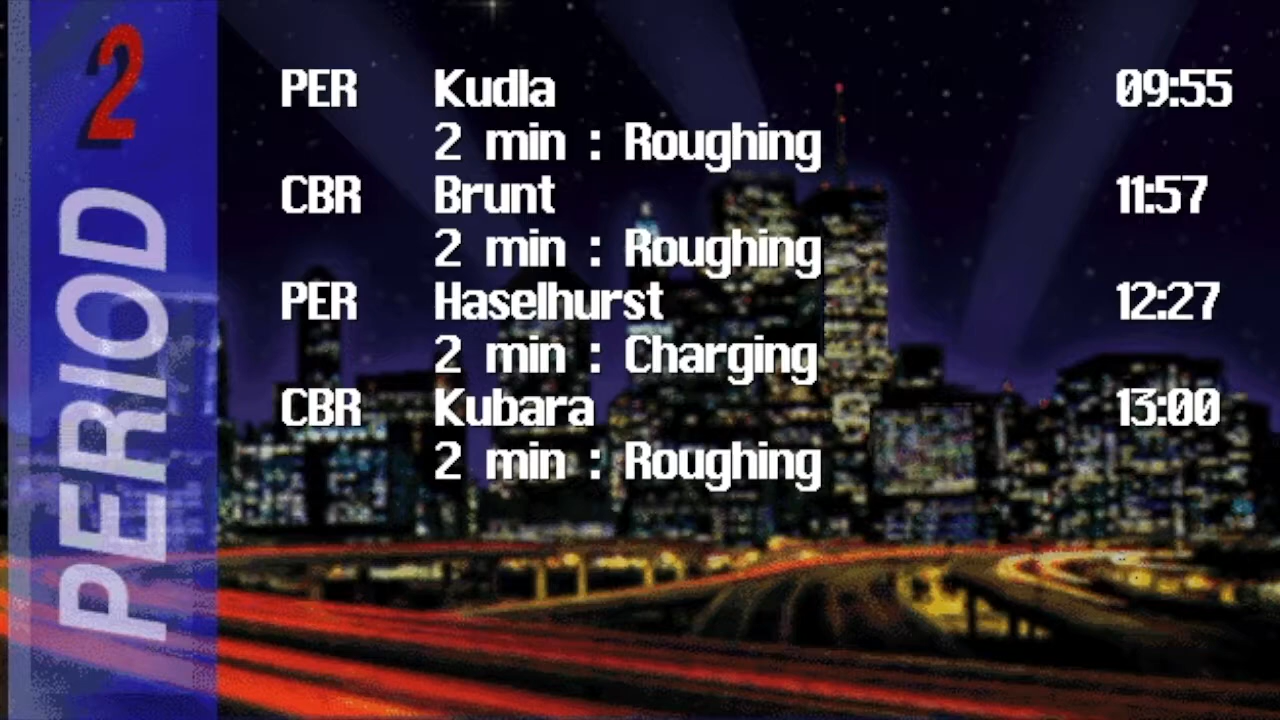 PERIOD 2
PER Kudla 09:55
2 min : Roughing
CBR Brunt 11:57
2 min : Roughing
PER Haselhurst 12:27
2 min : Charging
CBR Kubara 13:00
2 min : Roughing